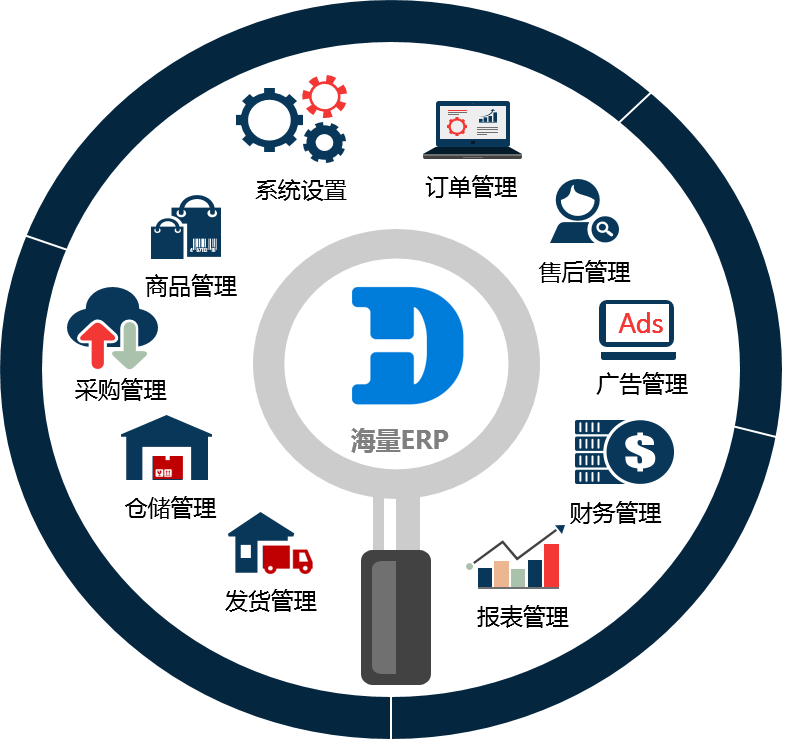 系统设置
订单管理
商品管理
售后管理
Ads
采购管理
广告管理
海量ERP
仓储管理
$
财务管理
发货管理
报表管理